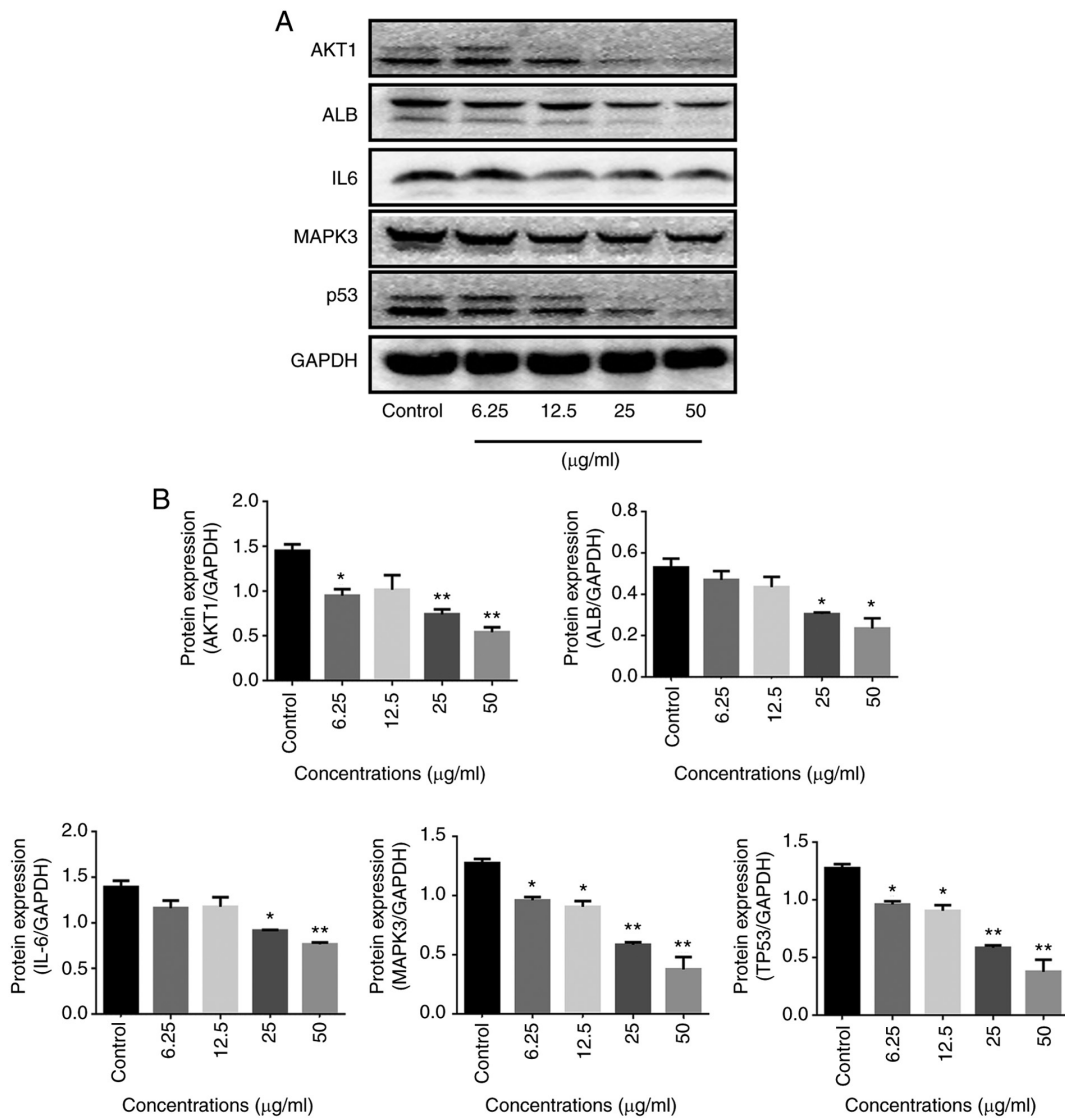 A
AKT1
ALB
IL6
MAPK3
p53
GAPDH
Control 6.25 12.5 25 50
(μg/ml)
B
Protein expression
(AKT1/GAPDH)
2.0
1.5
1.0
0.5
0.0
* ** **
Control 6.25 12.5 25 50
Concentrations (μg/ml)
Protein expression
(ALB/GAPDH)
0.8
0.6
0.4
0.2
0.0
* *
Control 6.25 12.5 25 50
Concentrations (μg/ml)
Protein expression
(IL-6/GAPDH)
2.0
1.5
1.0
0.5
0.0
* **
Control 6.25 12.5 25 50
Concentrations (μg/ml)
Protein expression
(MAPK3/GAPDH)
1.5
1.0
0.5
0.0
* * ** **
Control 6.25 12.5 25 50
Concentrations (μg/ml)
Protein expression
(TP53/GAPDH)
1.5
1.0
0.5
0.0
* * ** **
Control 6.25 12.5 25 50
Concentrations (μg/ml)